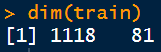 > dim(train)
[1] 1118   81